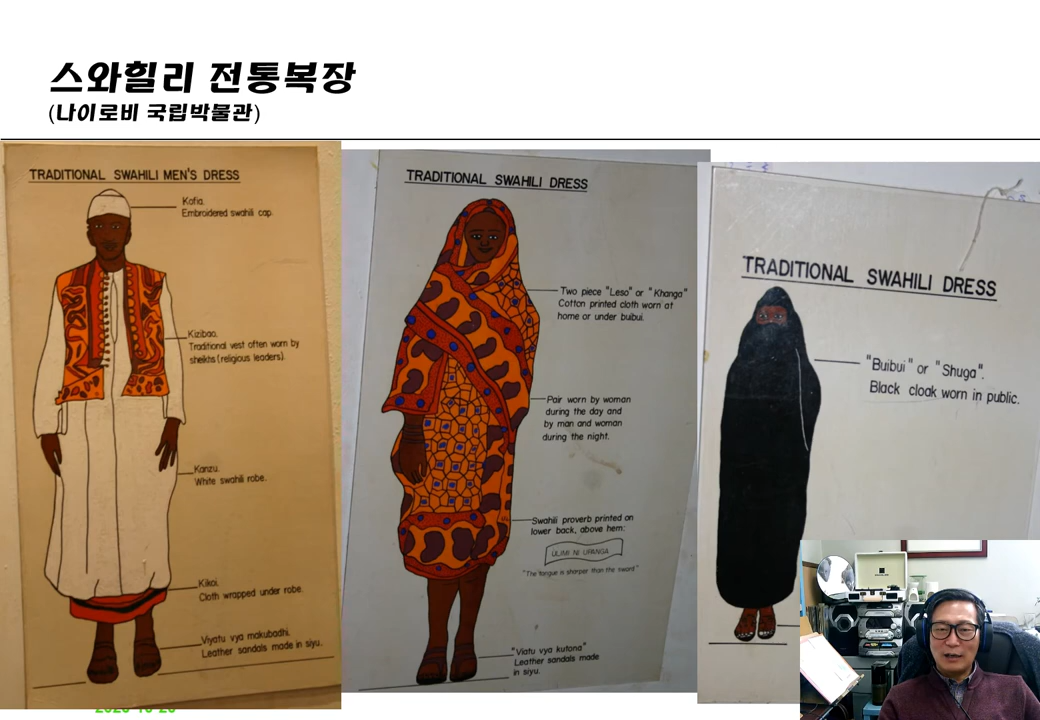 스와힐리 전통복장
(나이로비 국립박물관)
TRADITIONAL SWAHILI MEN'S DRESS
Kofia.
Embroidered swahili cap.
Kizibao.
Traditional vest often worn by
sheikhs (religious leaders).
Kanzu.
White swahili robe.
Kikoi.
Cloth wrapped under robe.
Viyatu vya makubadhi.
Leather sandals made in siyu.
TRADITIONAL SWAHILI DRESS
Two piece "Leso" or "Khanga"
Cotton printed cloth worn at
home or under buibui.
Pair worn by woman
during the day and
by man and woman
during the night.
Swahili proverb printed on
lower back, above hem:
ULIMI NI UPANGA
"The tongue is sharper than the sword"
"Viatu vya kutona"
Leather sandals made
in siyu.
TRADITIONAL SWAHILI DRESS
"Buibui" or "Shuga".
Black cloak worn in public.